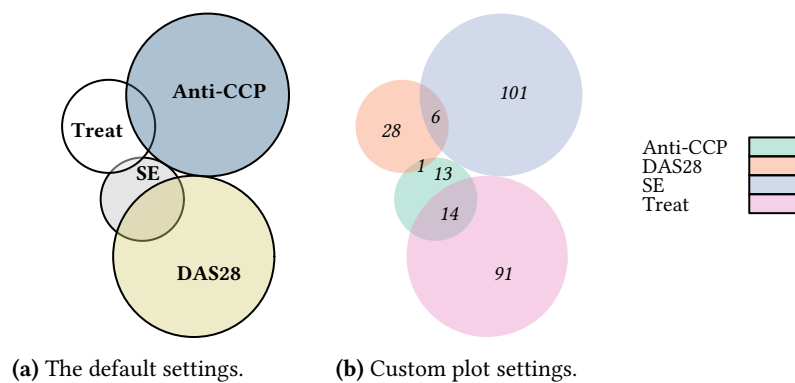 Anti-CCP
Treat
SE
DAS28
(a) The default settings.
101
28
6
1
13
14
91
(b) Custom plot settings.
Anti-CCP
DAS28
SE
Treat